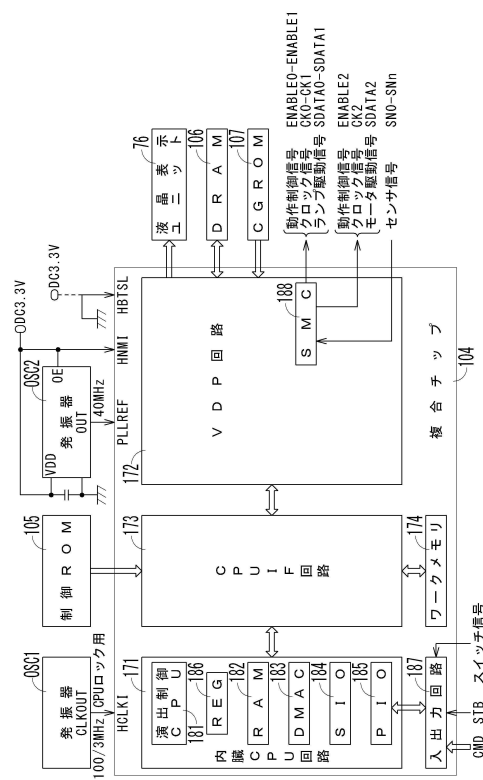 発振器
CLKOUT
OSC1
100/3MHz
CPUロック用
HCLKI
制御ROM
105
発振器
OUT
OSC2
VDD
OE
40MHz
PLLREF
DC3.3V
DC3.3V
HNMI
HBTSL
171
演出制御
CPU
181
REG
186
RAM
182
DMAC
183
SIO
184
PIO
185
内臓CPU回路
入出力回路
187
CMD
STB
スイッチ信号
173
CPUIF回路
ワークメモリ
174
172
VDP回路
SMC
188
複合チップ
104
液晶表示
ユニット
76
DRAM
106
CGROM
107
動作制御信号 ENABLE0-ENABLE1
クロック信号 CK0-CK1
ランプ駆動信号 SDATA0-SDATA1
動作制御信号 ENABLE2
クロック信号 CK2
モータ駆動信号 SDATA2
センサ信号 SN0-SNn